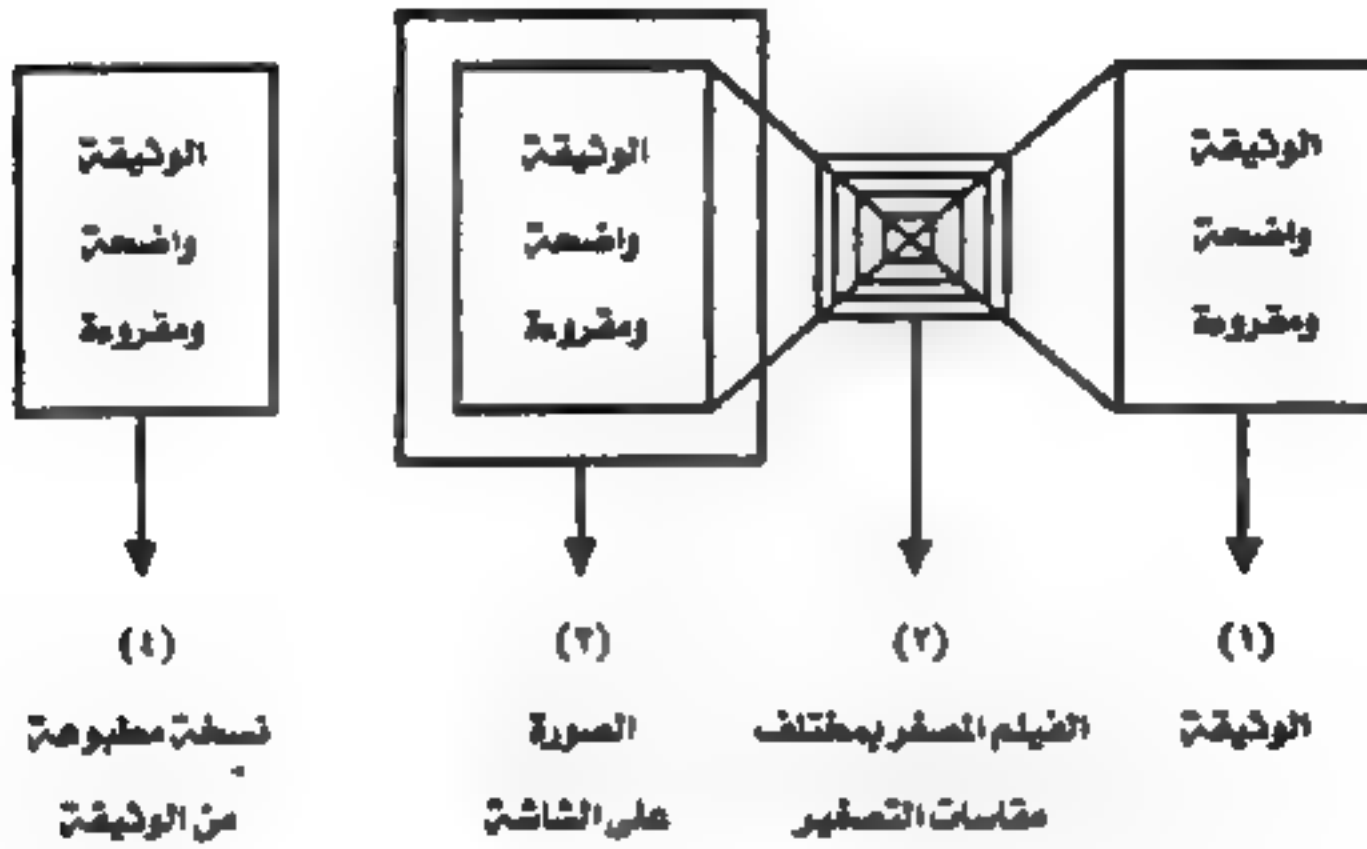 الوثيقة
واضحة
ومقروءة
الوثيقة
واضحة
ومقروءة
الوثيقة
واضحة
ومقروءة
(١)
الوثيقة
(٢)
الفيلم المصغر بمختلف
مقاسات التصغير
(٣)
الصورة
على الشاشة
(٤)
نسخة مطبوعة
من الوثيقة